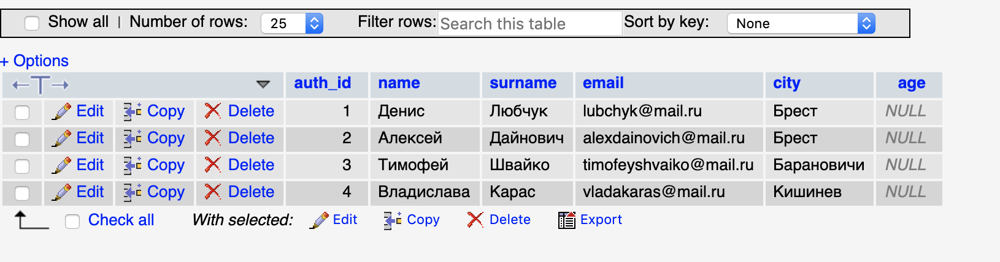 Show all | Number of rows: 25 Filter rows: Search this table Sort by key: None
+ Options
auth_id name surname email city age
Edit Copy Delete 1 Денис Любчук lubchyk@mail.ru Брест NULL
Edit Copy Delete 2 Алексей Дайнович alexdainovich@mail.ru Брест NULL
Edit Copy Delete 3 Тимофей Швайко timofeyshvaiko@mail.ru Барановичи NULL
Edit Copy Delete 4 Владислава Карас vladakaras@mail.ru Кишинев NULL
Check all With selected: Edit Copy Delete Export